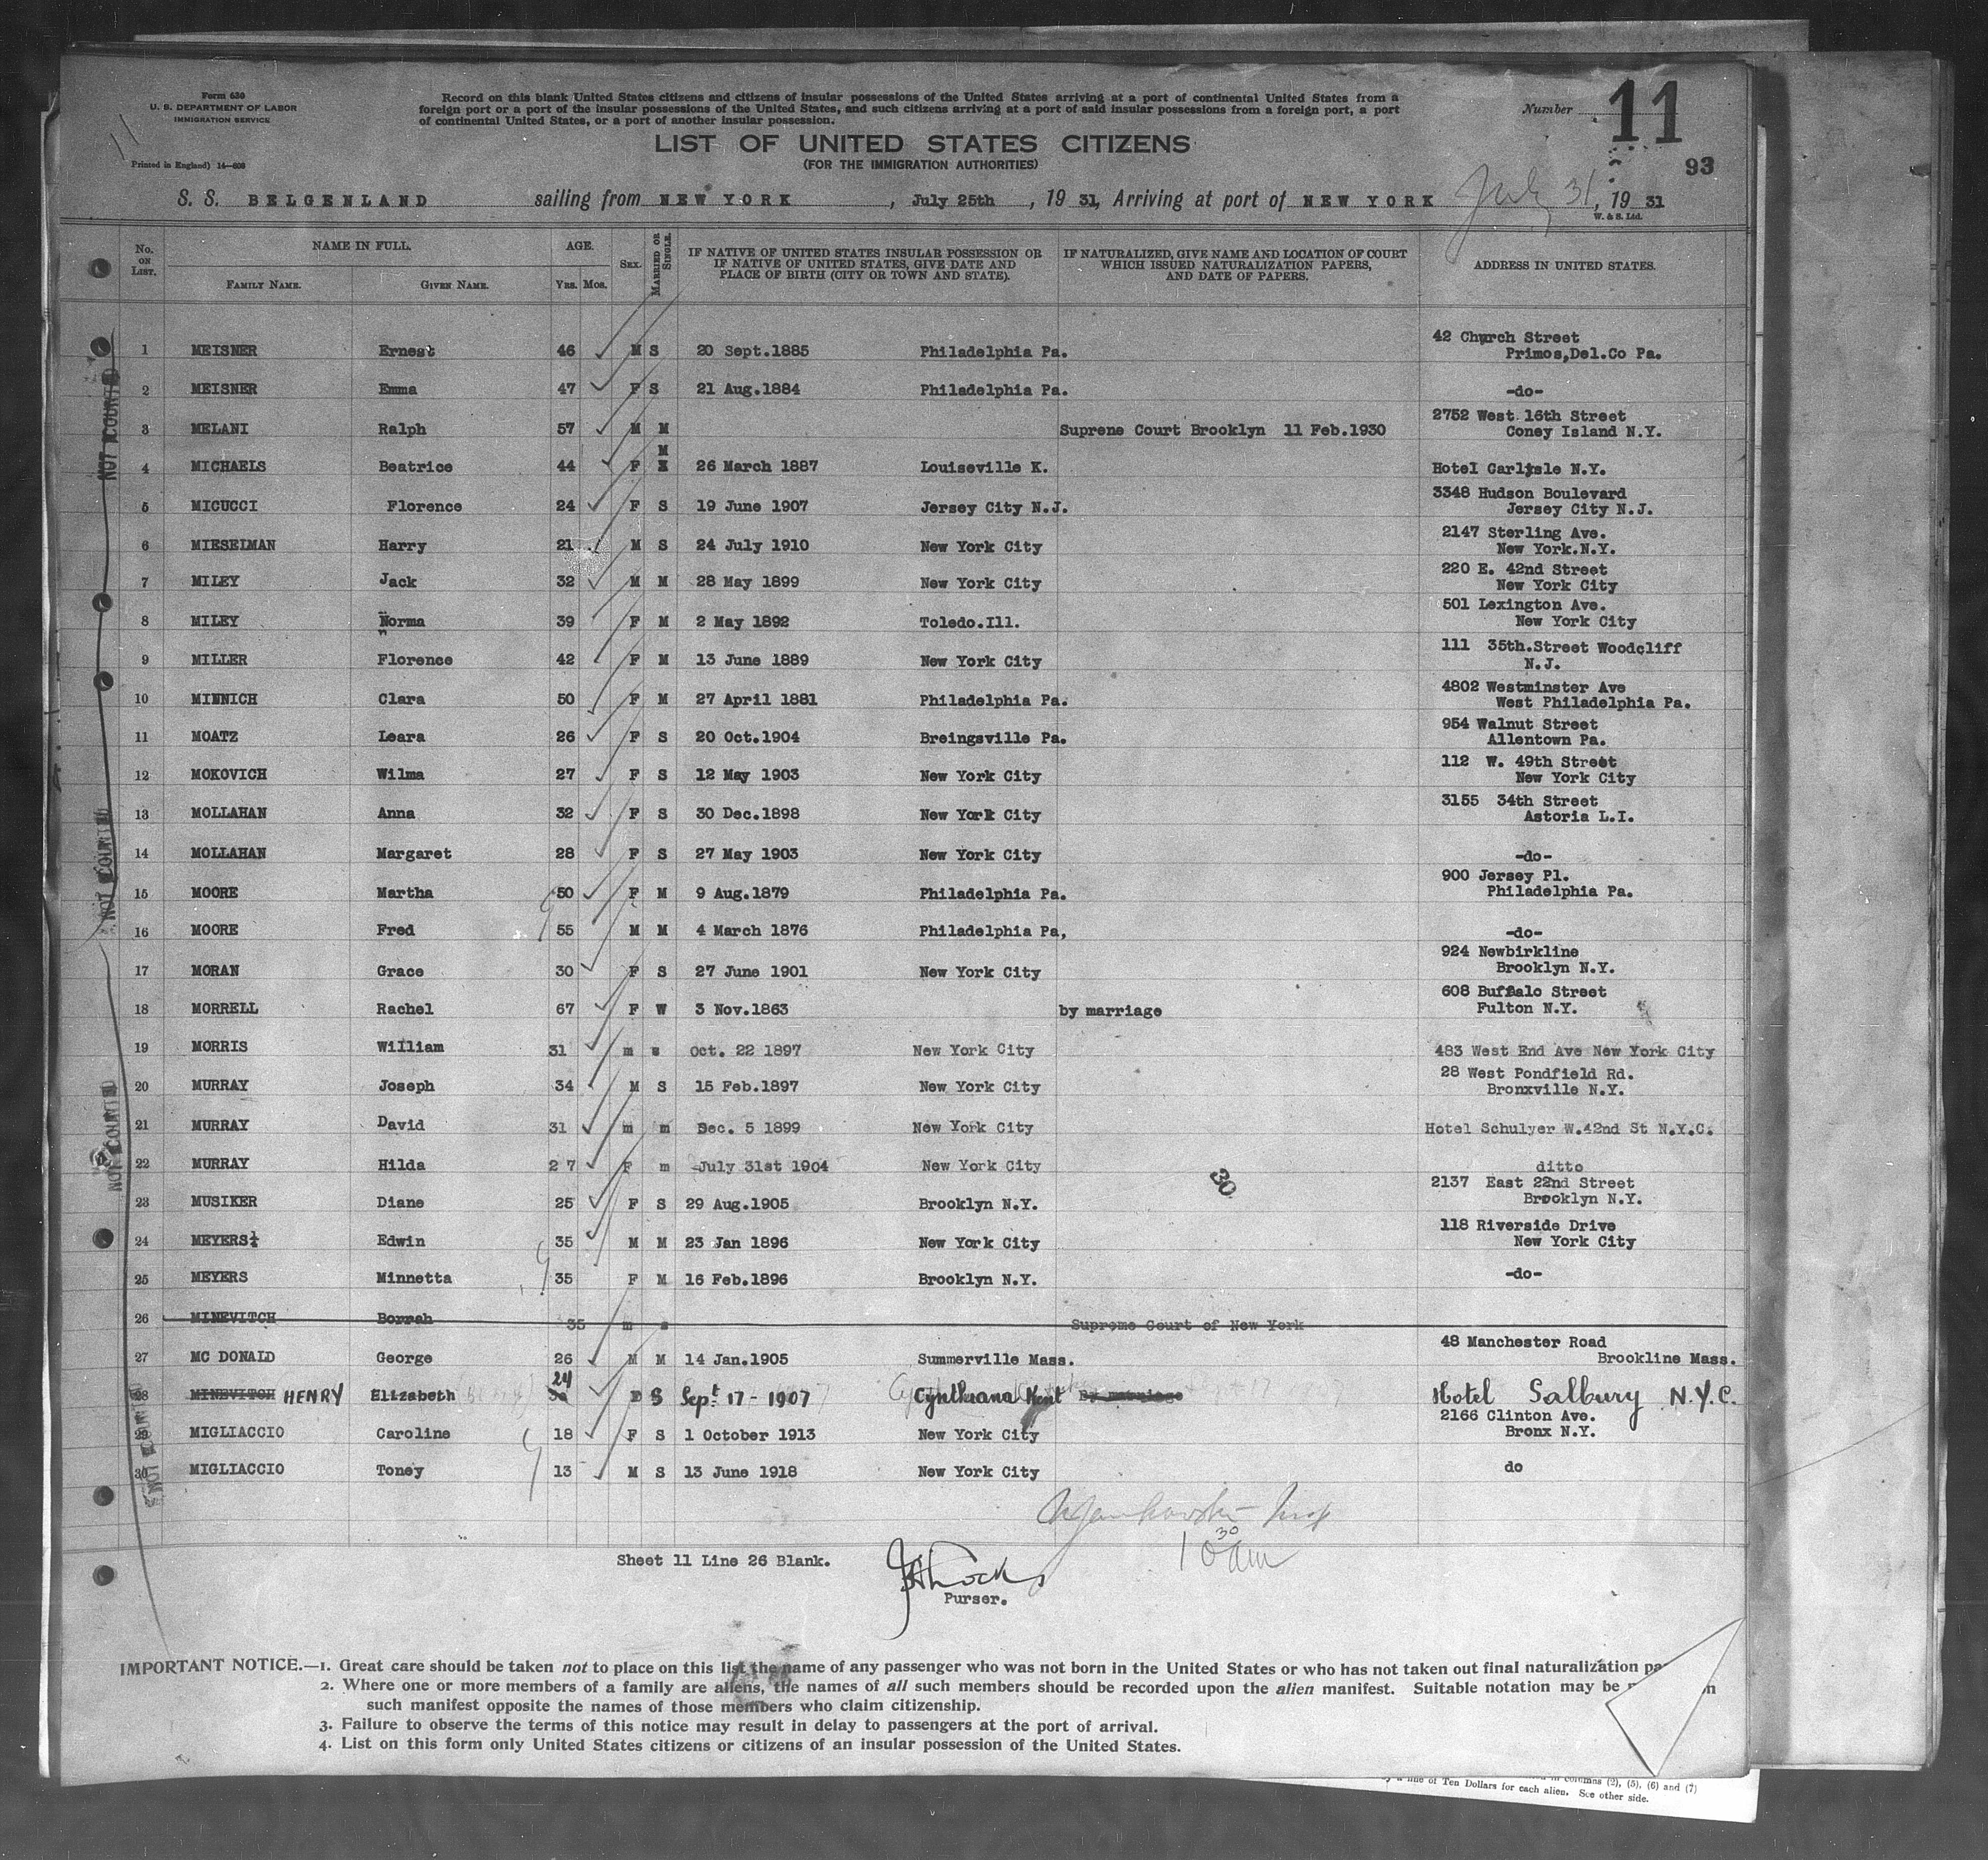 Form 630
U. S. DEPARTMENT OF LABOR
IMMIGRATION SERVICE
Printed in England) 14—608
Record on this blank United States citizens and citizens of insular possessions of the United States arriving at a port of continental United States from a
foreign port or a port of the insular possessions of the United States, and such citizens arriving at a port of said insular possessions from a foreign port, a port
of continental United States, or a port of another insular possession.
Number 11
93
11
LIST OF UNITED STATES CITIZENS
(FOR THE IMMIGRATION AUTHORITIES)
S. S. BELGENLAND sailing from NEW YORK, July 25th, 19 31, Arriving at port of NEW YORK July 31, 19 31
W. & S. Ltd.
No. ON LIST. NAME IN FULL. FAMILY NAME. GIVEN NAME. AGE. YRS. MOS. SEX. MARRIED OR SINGLE. IF NATIVE OF UNITED STATES INSULAR POSSESSION OR IF NATIVE OF UNITED STATES, GIVE DATE AND PLACE OF BIRTH (CITY OR TOWN AND STATE). IF NATURALIZED, GIVE NAME AND LOCATION OF COURT WHICH ISSUED NATURALIZATION PAPERS, AND DATE OF PAPERS. ADDRESS IN UNITED STATES.
1 MEISNER Ernest 46 M S 20 Sept.1885 Philadelphia Pa. 42 Church Street Primos,Del.Co Pa.
2 MEISNER Emma 47 F S 21 Aug.1884 Philadelphia Pa. -do-
3 MELANI Ralph 57 M M Suprene Court Brooklyn 11 Feb.1930 2752 West 16th Street Coney Island N.Y.
4 MICHAELS Beatrice 44 F M 26 March 1887 Louiseville K. Hotel Carlysle N.Y.
5 MICUCCI Florence 24 F S 19 June 1907 Jersey City N.J. 3348 Hudson Boulevard Jersey City N.J.
6 MIESELMAN Harry 21 M S 24 July 1910 New York City 2147 Sterling Ave. New York.N.Y.
7 MILEY Jack 32 M M 28 May 1899 New York City 220 E. 42nd Street New York City
8 MILEY Norma 39 F M 2 May 1892 Toledo.Ill. 501 Lexington Ave. New York City
9 MILLER Florence 42 F M 13 June 1889 New York City 111 35th.Street Woodcliff N.J.
10 MINNICH Clara 50 F M 27 April 1881 Philadelphia Pa. 4802 Westminster Ave West Philadelphia Pa.
11 MOATZ Leara 26 F S 20 Oct.1904 Breingsville Pa. 954 Walnut Street Allentown Pa.
12 MOKOVICH Wilma 27 F S 12 May 1903 New York City 112 W. 49th Street New York City
13 MOLLAHAN Anna 32 F S 30 Dec.1898 New York City 3155 34th Street Astoria L.I.
14 MOLLAHAN Margaret 28 F S 27 May 1903 New York City -do-
15 MOORE Martha 50 F M 9 Aug.1879 Philadelphia Pa. 900 Jersey Pl. Philadelphia Pa.
16 MOORE Fred 55 M M 4 March 1876 Philadelphia Pa, -do-
17 MORAN Grace 30 F S 27 June 1901 New York City 924 Newbirkline Brooklyn N.Y.
18 MORRELL Rachel 67 F W 3 Nov.1863 by marriage 608 Buffalo Street Fulton N.Y.
19 MORRIS William 31 m s Oct. 22 1897 New York City 483 West End Ave New York City
20 MURRAY Joseph 34 M S 15 Feb.1897 New York City 28 West Pondfield Rd. Bronxville N.Y.
21 MURRAY David 31 m m Dec. 5 1899 New York City Hotel Schulyer W.42nd St N.Y.C.
22 MURRAY Hilda 27 F m July 31st 1904 New York City ditto
30
23 MUSIKER Diane 25 F S 29 Aug.1905 Brooklyn N.Y. 2137 East 22nd Street Brooklyn N.Y.
24 MEYERS Edwin 35 M M 23 Jan 1896 New York City 118 Riverside Drive New York City
25 MEYERS Minnetta 35 F M 16 Feb.1896 Brooklyn N.Y. -do-
26 MINEVITCH Borrah 35 m s Supreme Court of New York
27 MC DONALD George 26 M M 14 Jan.1905 Summerville Mass. 48 Manchester Road Brookline Mass.
28 MINEVITCH HENRY Elizabeth 24 F S Sept. 17 - 1907 Cynthiana Kent By marriage Hotel Salbury N.Y.C.
29 MIGLIACCIO Caroline 18 F S 1 October 1913 New York City 2166 Clinton Ave. Bronx N.Y.
30 MIGLIACCIO Toney 13 M S 13 June 1918 New York City do
NOT COUNTED
NOT COUNTED
NOT COUNTED
NOT COUNTED
10 30 am
Sheet 11 Line 26 Blank.
Purser.
IMPORTANT NOTICE.—1. Great care should be taken not to place on this list the name of any passenger who was not born in the United States or who has not taken out final naturalization pa
2. Where one or more members of a family are aliens, the names of all such members should be recorded upon the alien manifest. Suitable notation may be
such manifest opposite the names of those members who claim citizenship.
3. Failure to observe the terms of this notice may result in delay to passengers at the port of arrival.
4. List on this form only United States citizens or citizens of an insular possession of the United States.
columns (2), (5), (6) and (7)
of Ten Dollars for each alien. See other side.